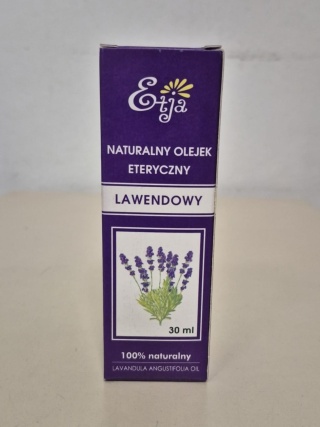 Etja
NATURALNY OLEJEK
ETERYCZNY
LAWENDOWY
30 ml
100% naturalny
LAVANDULA ANGUSTIFOLIA OIL